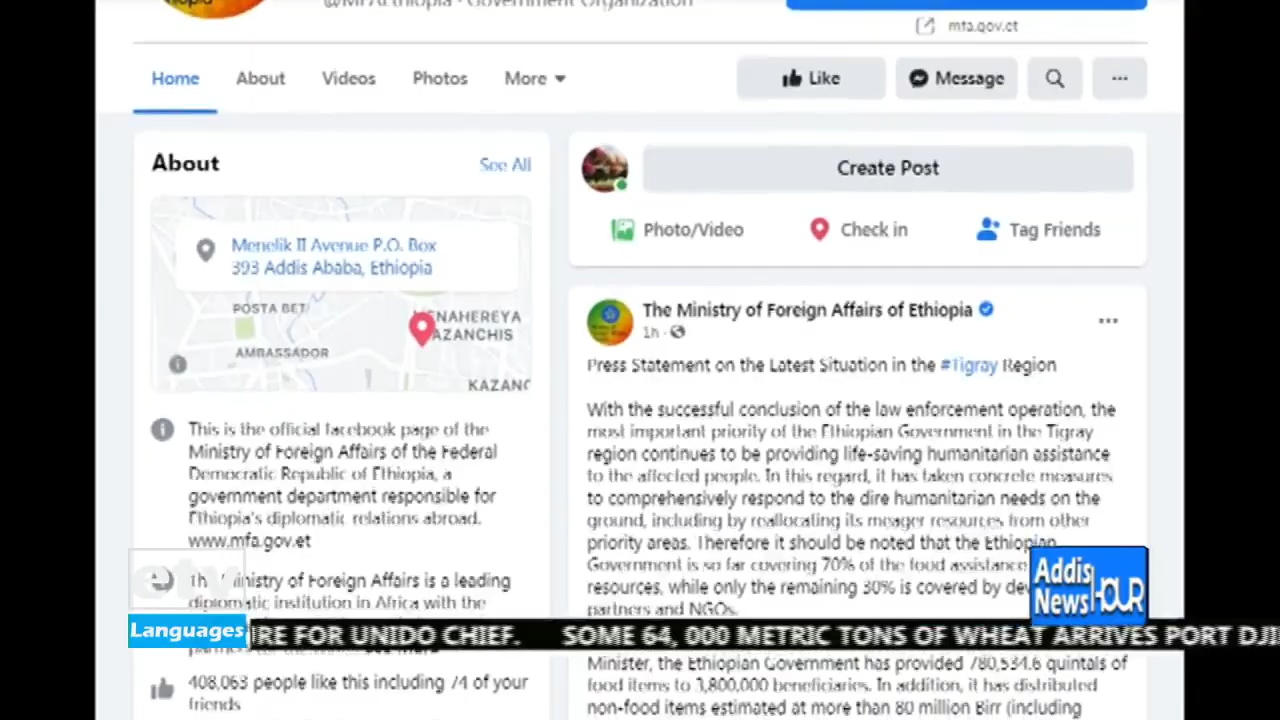 @MFAEthiopia · Government Organization
mfa.gov.et
Home
About
Videos
Photos
More
Like
Message
...
About
See All
Menelik II Avenue P.O. Box
393 Addis Ababa, Ethiopia
POSTA BET
AMBASSADOR
AZANCHIS
This is the official facebook page of the
Ministry of Foreign Affairs of the Federal
Democratic Republic of Ethiopia, a
government department responsible for
Ethiopia's diplomatic relations abroad.
www.mfa.gov.et
Ministry of Foreign Affairs is a leading
diplomatic institution in Africa with the
408,063 people like this including 74 of your
friends
Create Post
Photo/Video
Check in
Tag Friends
The Ministry of Foreign Affairs of Ethiopia
1h
...
Press Statement on the Latest Situation in the #Tigray Region
With the successful conclusion of the law enforcement operation, the
most important priority of the Ethiopian Government in the Tigray
region continues to be providing life-saving humanitarian assistance
to the affected people. In this regard, it has taken concrete measures
to comprehensively respond to the dire humanitarian needs on the
ground, including by reallocating its meager resources from other
priority areas. Therefore it should be noted that the Ethiopian
Government is so far covering 70% of the food assistance
resources, while only the remaining 30% is covered by
partners and NGOs.
Minister, the Ethiopian Government has provided 780,534.6 quintals of
food items to 3,800,000 beneficiaries. In addition, it has distributed
non-food items estimated at more than 80 million Birr (including
etv
Languages
Addis
News HOUR
FOR UNIDO CHIEF. SOME 64, 000 METRIC TONS OF WHEAT ARRIVES PORT